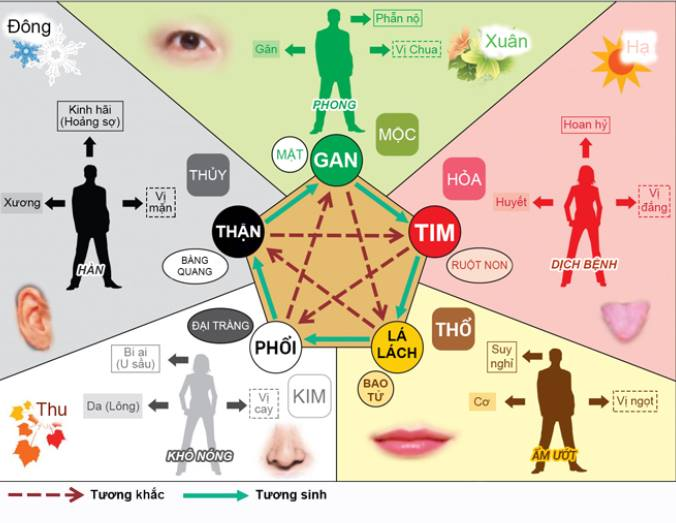 Đông
Kinh hãi
(Hoảng sợ)
Xương
Vị
mặn
HÀN
THỦY
Phẫn nộ
Gân
Vị Chua
Xuân
PHONG
MỘC
MẬT
GAN
Hạ
Hoan hỷ
Huyết
Vị
đắng
DỊCH BỆNH
HỎA
TIM
RUỘT NON
THẬN
BÀNG
QUANG
ĐẠI TRÀNG
PHỔI
LÁ
LÁCH
BAO
TỬ
THỔ
Bi ai
(U sầu)
Da (Lông)
Vị
cay
KIM
Thu
KHÔ NÓNG
Suy
nghĩ
Cơ
Vị ngọt
ẨM ƯỚT
Tương khắc
Tương sinh